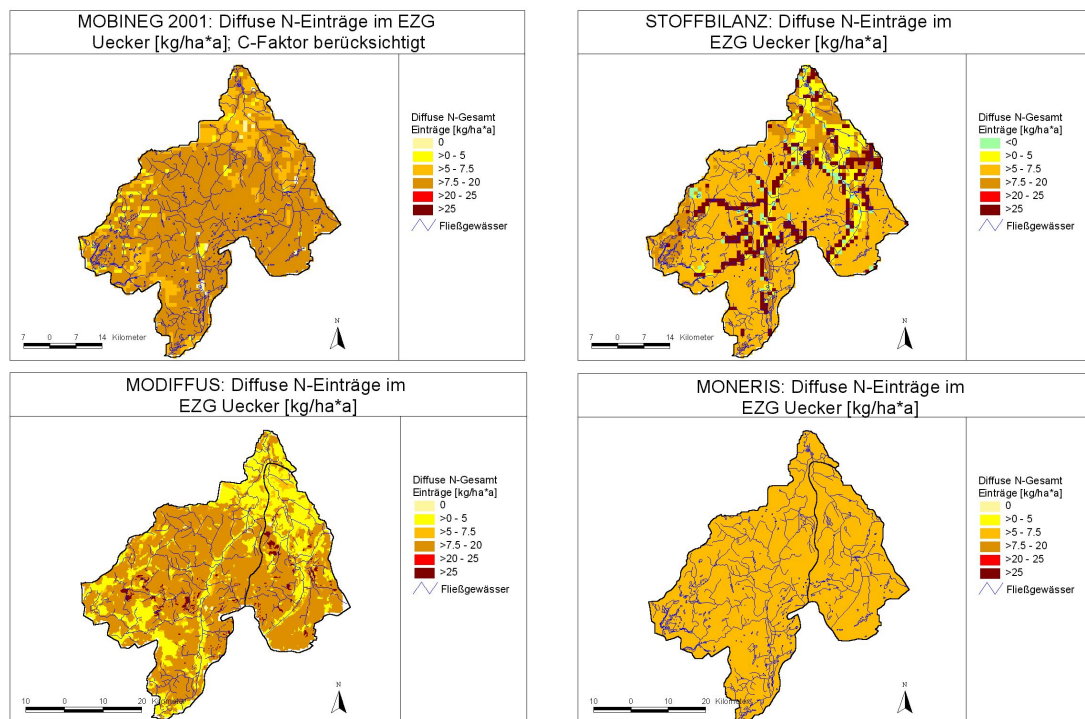 MOBINEG 2001: Diffuse N-Einträge im EZG
Uecker [kg/ha*a]; C-Faktor berücksichtigt
Diffuse N-Gesamt
Einträge [kg/ha*a]
0
>0 - 5
>5 - 7.5
>7.5 - 20
>20 - 25
>25
Fließgewässer
7 0 7 14 Kilometer
N
STOFFBILANZ: Diffuse N-Einträge im
EZG Uecker [kg/ha*a]
Diffuse N-Gesamt
Einträge [kg/ha*a]
<0
>0 - 5
>5 - 7.5
>7.5 - 20
>20 - 25
>25
Fließgewässer
7 0 7 14 Kilometer
N
MODIFFUS: Diffuse N-Einträge im
EZG Uecker [kg/ha*a]
Diffuse N-Gesamt
Einträge [kg/ha*a]
0
>0 - 5
>5 - 7.5
>7.5 - 20
>20 - 25
>25
Fließgewässer
10 0 10 20 Kilometer
N
MONERIS: Diffuse N-Einträge im
EZG Uecker [kg/ha*a]
Diffuse N-Gesamt
Einträge [kg/ha*a]
0
>0 - 5
>5 - 7.5
>7.5 - 20
>20 - 25
>25
Fließgewässer
10 0 10 20 Kilometer
N